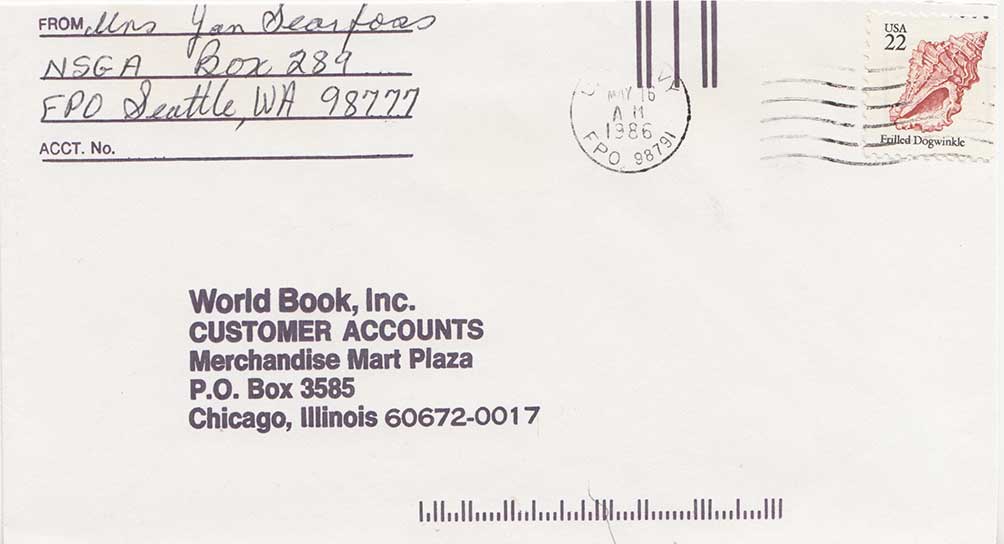 FROM Mrs Jan Searfoss
NSGA Box 289
FPO Seattle, WA 98777
ACCT. No.
MAY 16
AM
1986
FPO 98791
USA
22
Frilled Dogwinkle
World Book, Inc.
CUSTOMER ACCOUNTS
Merchandise Mart Plaza
P.O. Box 3585
Chicago, Illinois 60672-0017